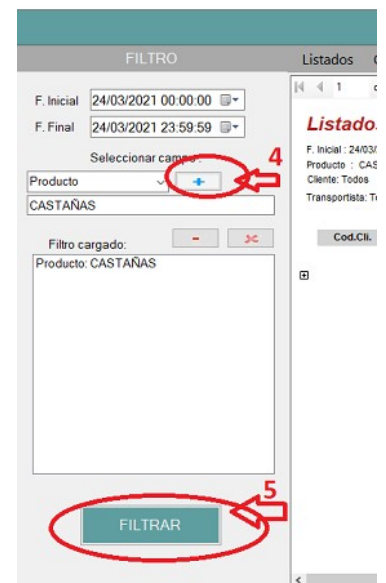 FILTRO
F. Inicial 24/03/2021 00:00:00
F. Final 24/03/2021 23:59:59
Seleccionar campo:
4
Producto
+
CASTAÑAS
Filtro cargado:
-
Producto: CASTAÑAS
5
FILTRAR
Listados
1
Listados
F. Inicial : 24/03/
Producto : CAS
Cliente: Todos
Transportista: T
Cod.Cli.